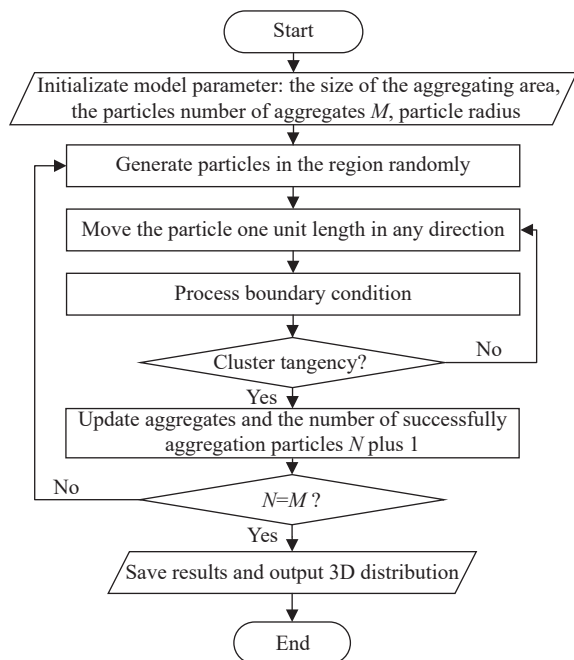 Start
Initializate model parameter: the size of the aggregating area,
the particles number of aggregates M, particle radius
Generate particles in the region randomly
Move the particle one unit length in any direction
Process boundary condition
Cluster tangency?
No
Yes
Update aggregates and the number of successfully
aggregation particles N plus 1
No
N=M ?
Yes
Save results and output 3D distribution
End